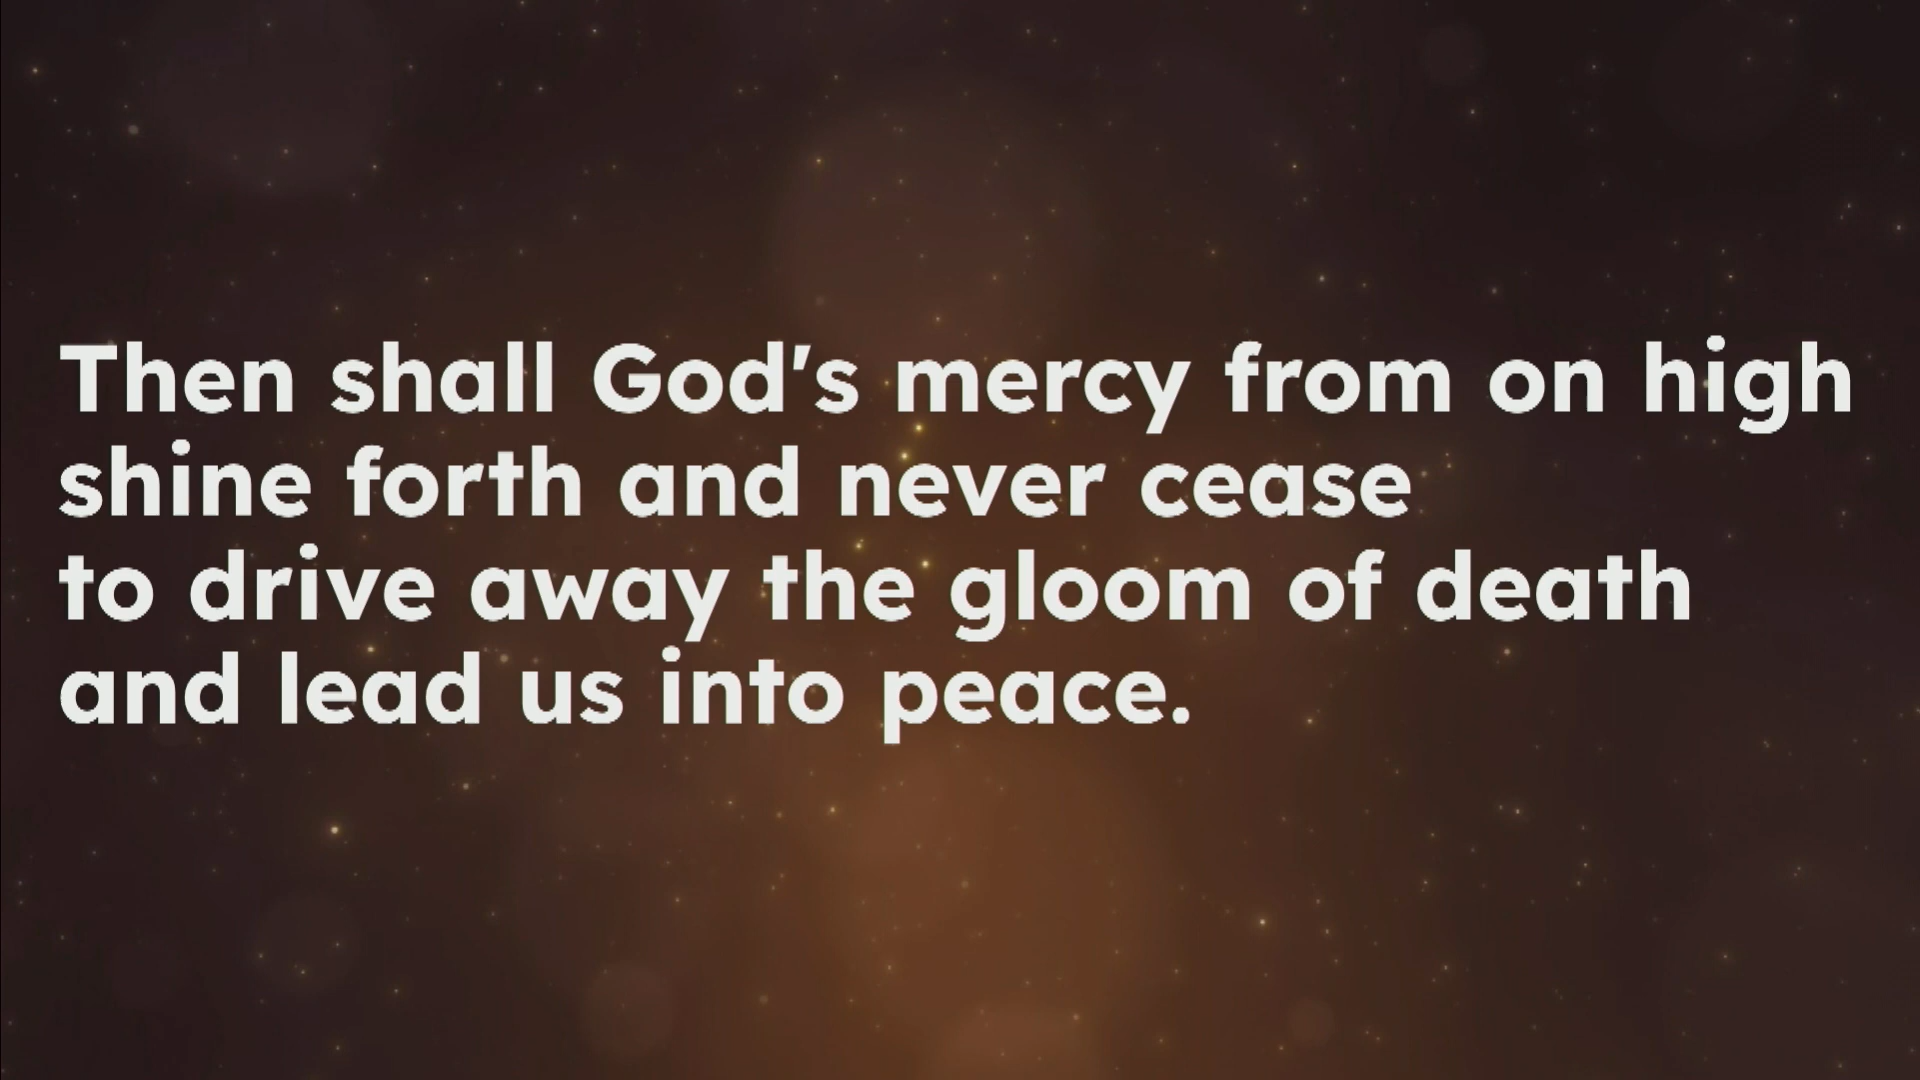 Then shall God's mercy from on high
shine forth and never cease
to drive away the gloom of death
and lead us into peace.